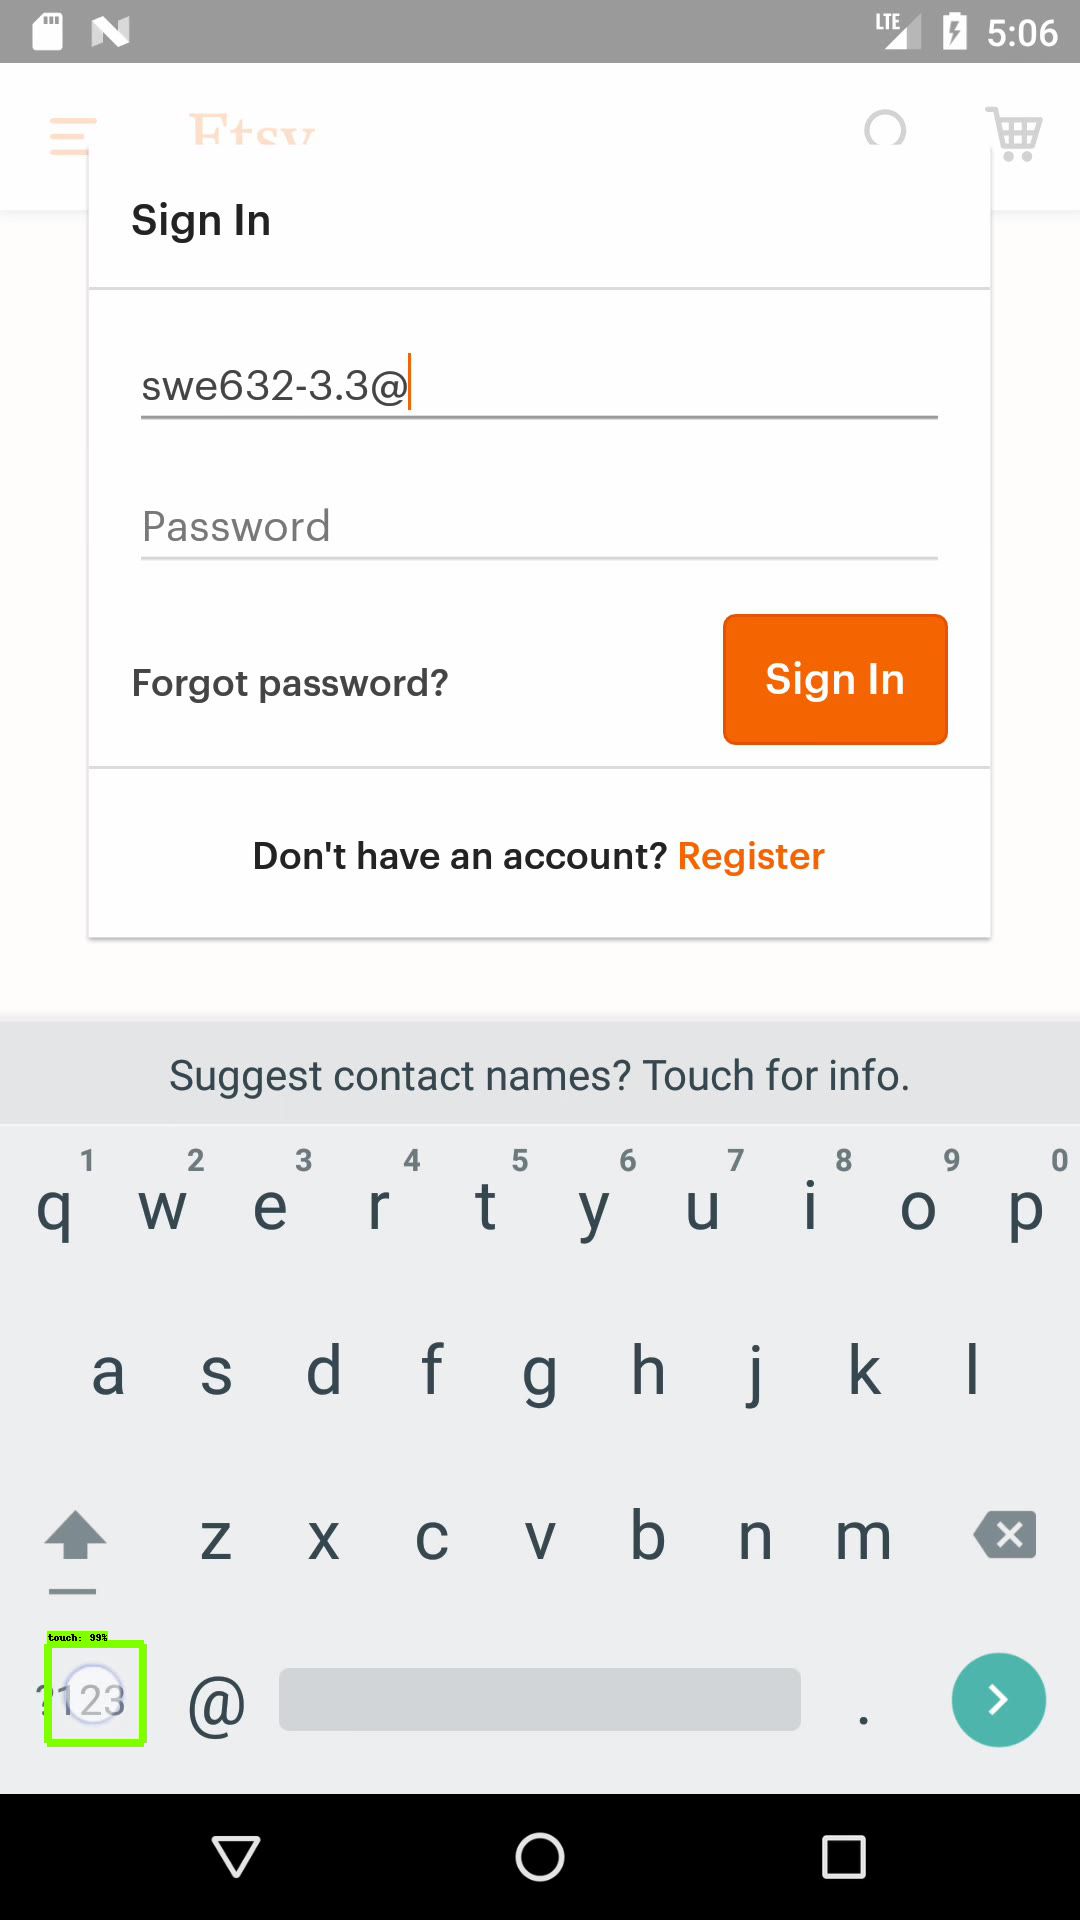 LTE 5:06
Etsy
Sign In
swe632-3.3@
Password
Forgot password? Sign In
Don't have an account? Register
Suggest contact names? Touch for info.
1 2 3 4 5 6 7 8 9 0
q w e r t y u i o p
a s d f g h j k l
z x c v b n m
touch: 99%
?123 @ .